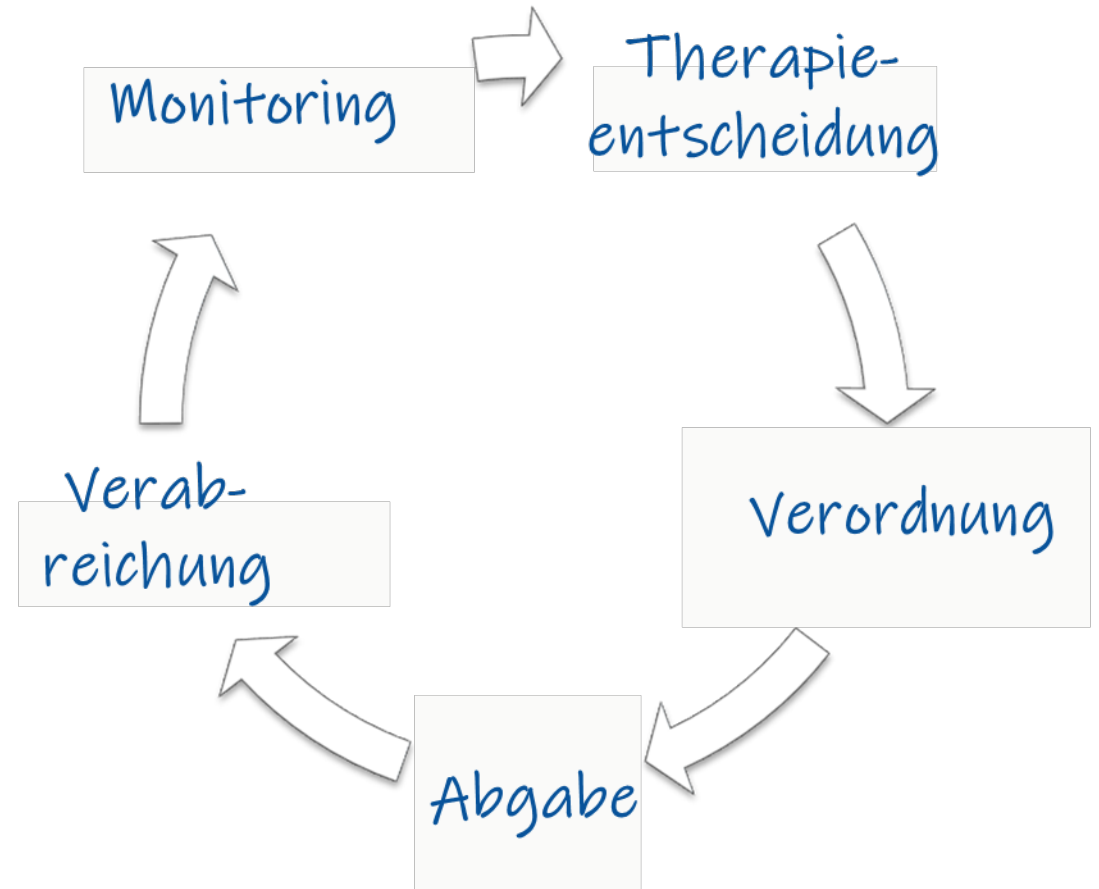 Monitoring
Therapie-
entscheidung
Verordnung
Verab-
reichung
Abgabe